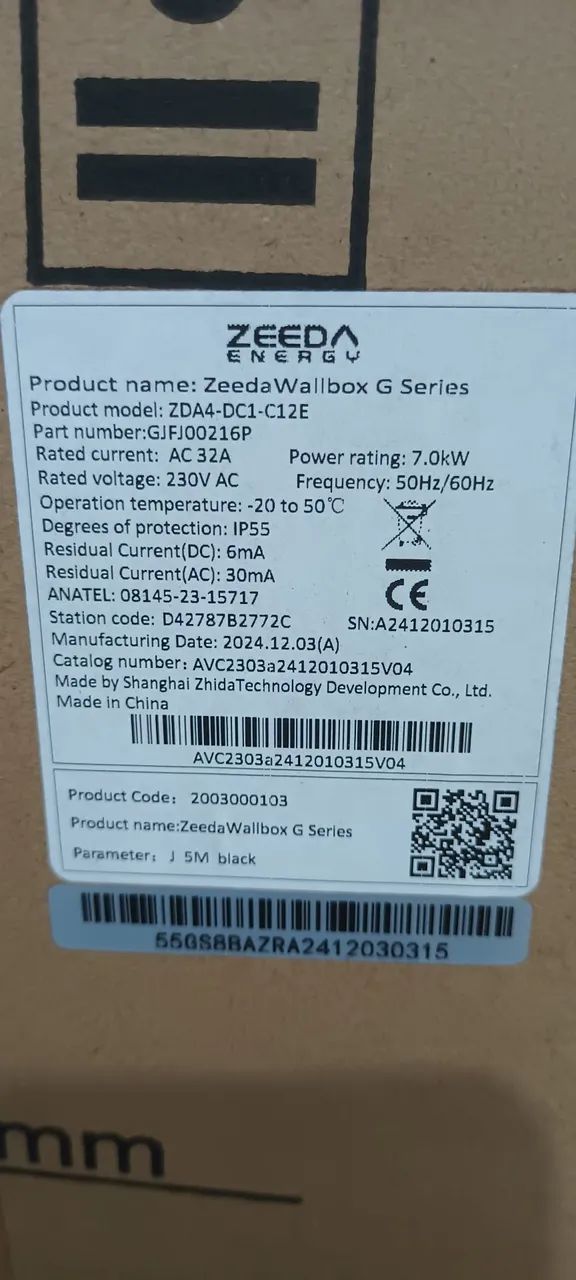 ZEEDA
ENERGY
Product name: ZeedaWallbox G Series
Product model: ZDA4-DC1-C12E
Part number:GJFJ00216P
Rated current: AC 32A Power rating: 7.0kW
Rated voltage: 230V AC Frequency: 50Hz/60Hz
Operation temperature: -20 to 50℃
Degrees of protection: IP55
Residual Current(DC): 6mA
Residual Current(AC): 30mA
ANATEL: 08145-23-15717
CE
Station code: D42787B2772C SN:A2412010315
Manufacturing Date: 2024.12.03(A)
Catalog number: AVC2303a2412010315V04
Made by Shanghai ZhidaTechnology Development Co., Ltd.
Made in China
AVC2303a2412010315V04
Product Code: 2003000103
Product name:ZeedaWallbox G Series
Parameter: J 5M black
55GS8BAZRA2412030315
mm